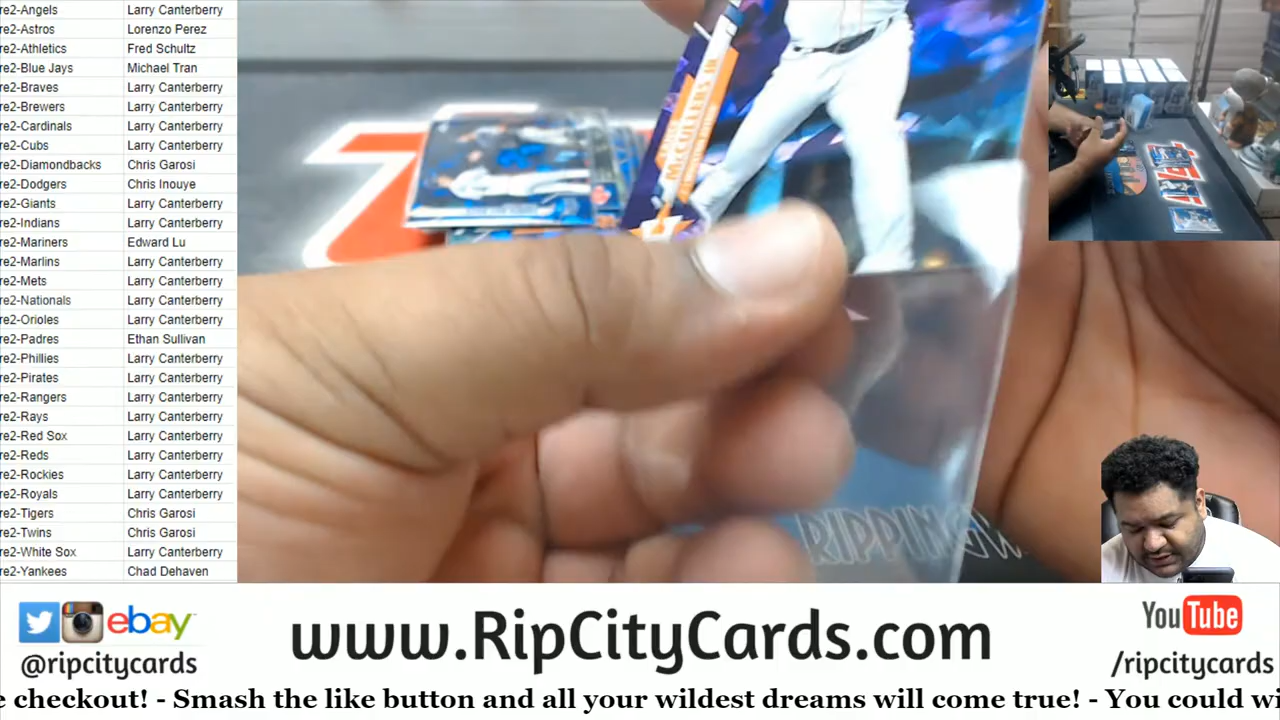 re2-Angels Larry Canterberry
re2-Astros Lorenzo Perez
re2-Athletics Fred Schultz
re2-Blue Jays Michael Tran
re2-Braves Larry Canterberry
re2-Brewers Larry Canterberry
re2-Cardinals Larry Canterberry
re2-Cubs Larry Canterberry
re2-Diamondbacks Chris Garosi
re2-Dodgers Chris Inouye
re2-Giants Larry Canterberry
re2-Indians Larry Canterberry
re2-Mariners Edward Lu
re2-Marlins Larry Canterberry
re2-Mets Larry Canterberry
re2-Nationals Larry Canterberry
re2-Orioles Larry Canterberry
re2-Padres Ethan Sullivan
re2-Phillies Larry Canterberry
re2-Pirates Larry Canterberry
re2-Rangers Larry Canterberry
re2-Rays Larry Canterberry
re2-Red Sox Larry Canterberry
re2-Reds Larry Canterberry
re2-Rockies Larry Canterberry
re2-Royals Larry Canterberry
re2-Tigers Chris Garosi
re2-Twins Chris Garosi
re2-White Sox Larry Canterberry
re2-Yankees Chad Dehaven
McCULLERS JR.
RIPPINGW
ebay
@ripcitycards
www.RipCityCards.com
YouTube
/ripcitycards
e checkout! - Smash the like button and all your wildest dreams will come true! - You could wi